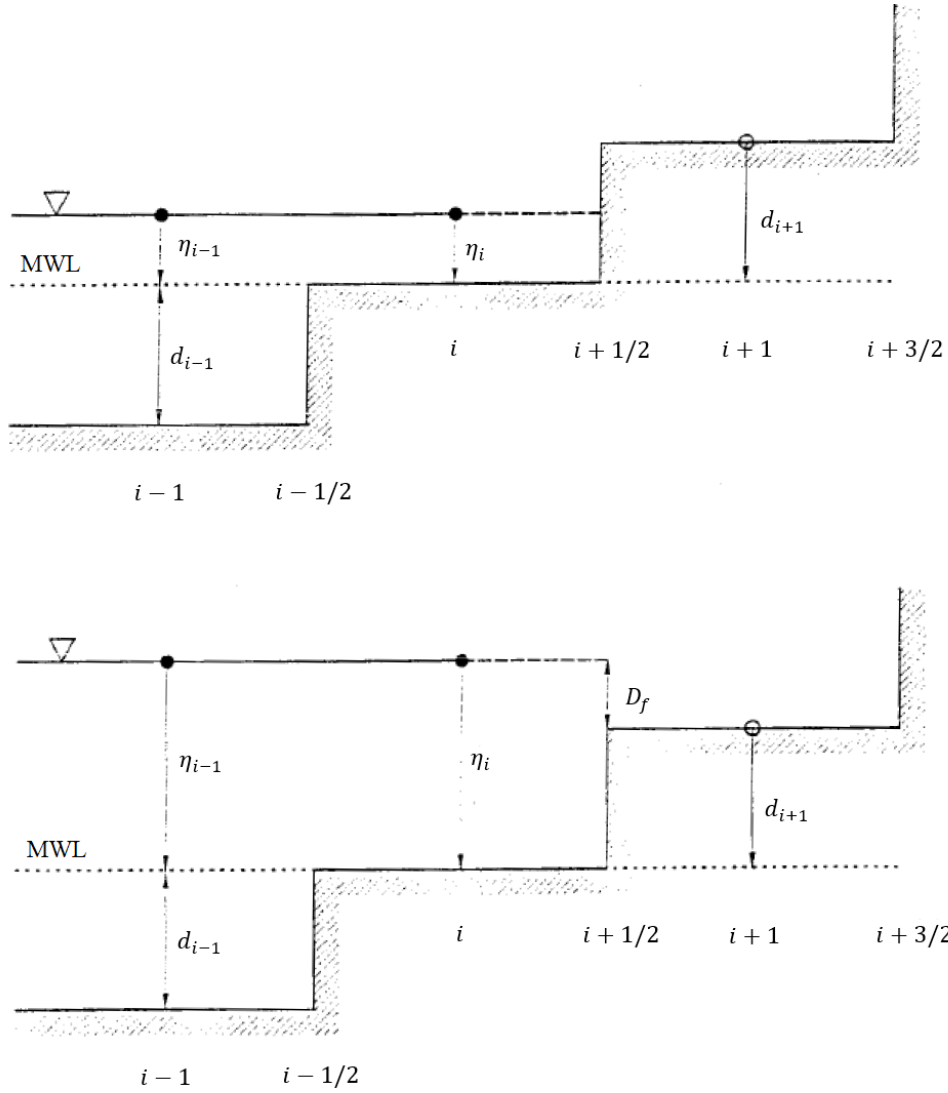 d_{i+1}
η_{i-1}
η_i
MWL
d_{i-1}
i
i + 1/2
i + 1
i + 3/2
i − 1
i − 1/2
D_f
η_{i-1}
η_i
d_{i+1}
MWL
d_{i-1}
i
i + 1/2
i + 1
i + 3/2
i − 1
i − 1/2